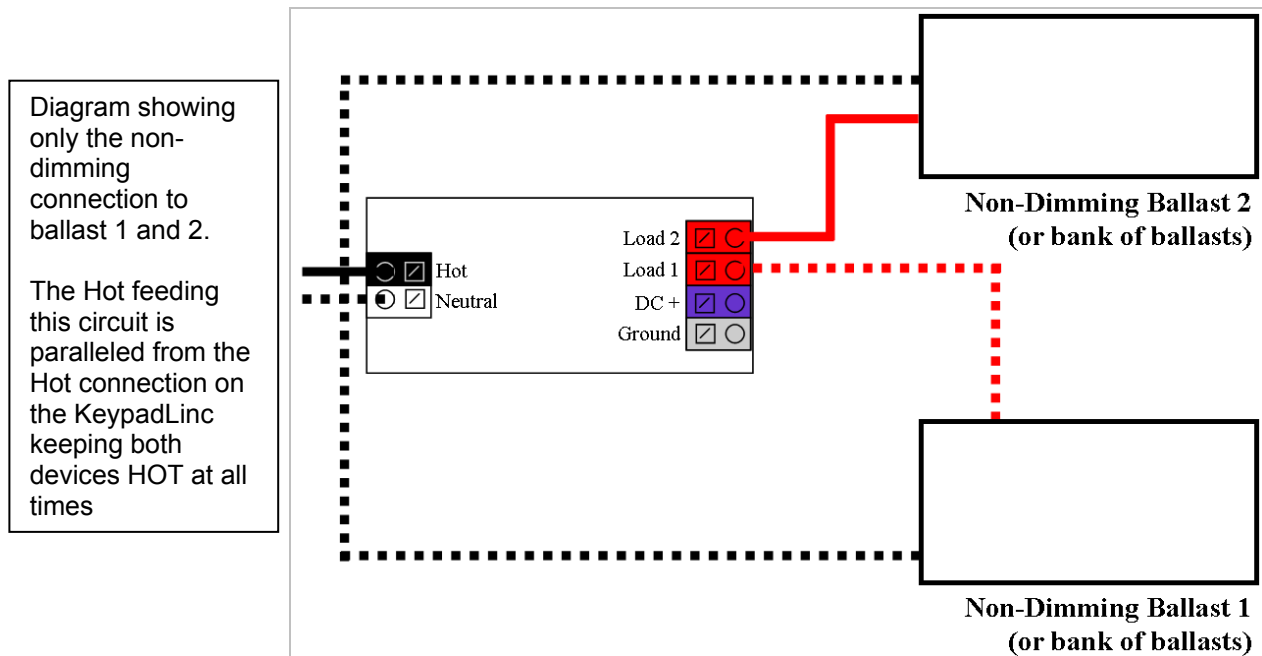 Diagram showing
only the non-
dimming
connection to
ballast 1 and 2.
The Hot feeding
this circuit is
paralleled from the
Hot connection on
the KeypadLinc
keeping both
devices HOT at all
times
Non-Dimming Ballast 2
(or bank of ballasts)
Hot
Neutral
Load 2
Load 1
DC +
Ground
Non-Dimming Ballast 1
(or bank of ballasts)